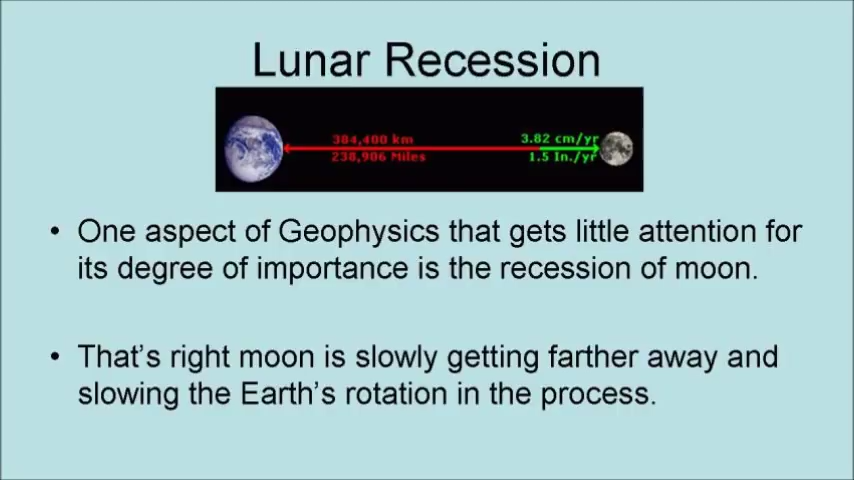 Lunar Recession
384,400 km
238,906 Miles
3.82 cm/yr
1.5 In./yr
• One aspect of Geophysics that gets little attention for
its degree of importance is the recession of moon.
• That's right moon is slowly getting farther away and
slowing the Earth's rotation in the process.